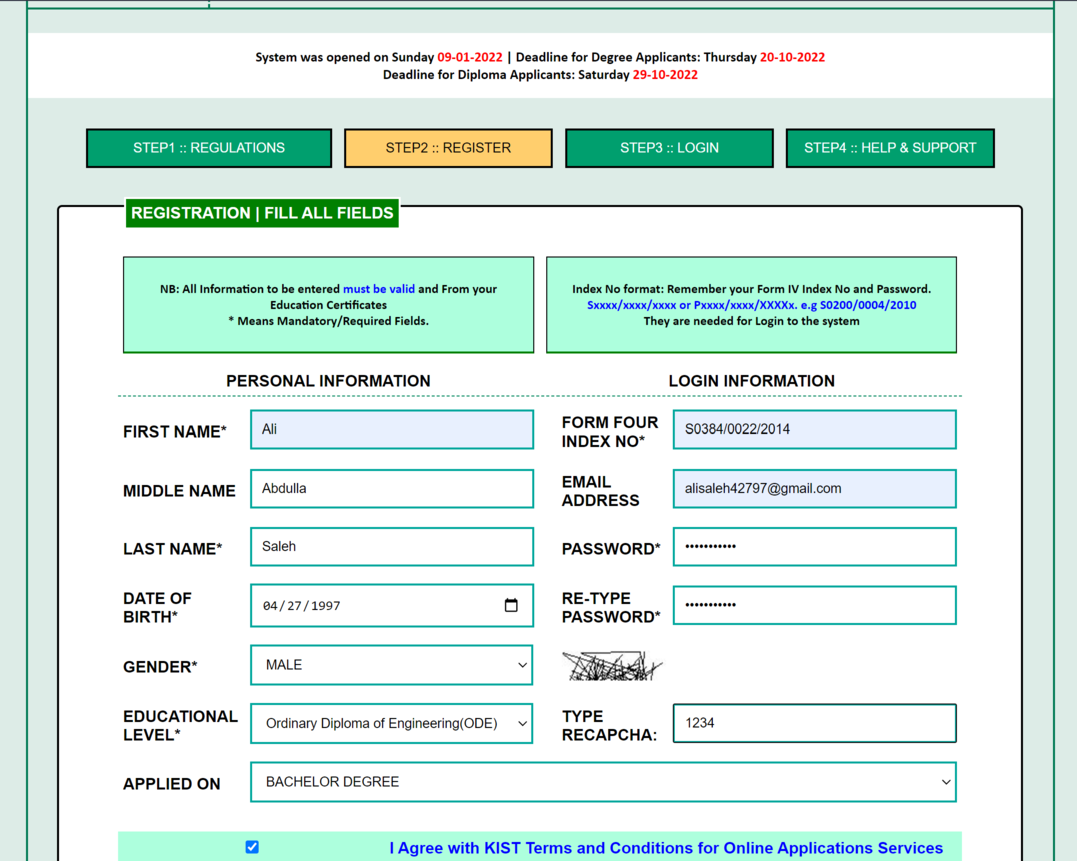 System was opened on Sunday 09-01-2022 | Deadline for Degree Applicants: Thursday 20-10-2022
Deadline for Diploma Applicants: Saturday 29-10-2022
STEP1 :: REGULATIONS
STEP2 :: REGISTER
STEP3 :: LOGIN
STEP4 :: HELP & SUPPORT
REGISTRATION | FILL ALL FIELDS
NB: All Information to be entered must be valid and From your
Education Certificates
* Means Mandatory/Required Fields.
Index No format: Remember your Form IV Index No and Password.
Sxxxx/xxxx/xxxx or Pxxxx/xxxx/XXXXx. e.g S0200/0004/2010
They are needed for Login to the system
PERSONAL INFORMATION
FIRST NAME*
Ali
MIDDLE NAME
Abdulla
LAST NAME*
Saleh
DATE OF
BIRTH*
04/27/1997
GENDER*
MALE
EDUCATIONAL
LEVEL*
Ordinary Diploma of Engineering(ODE)
LOGIN INFORMATION
FORM FOUR
INDEX NO*
S0384/0022/2014
EMAIL
ADDRESS
alisaleh42797@gmail.com
PASSWORD*
•••••••••••
RE-TYPE
PASSWORD*
•••••••••••
TYPE
RECAPCHA:
1234
APPLIED ON
BACHELOR DEGREE
I Agree with KIST Terms and Conditions for Online Applications Services